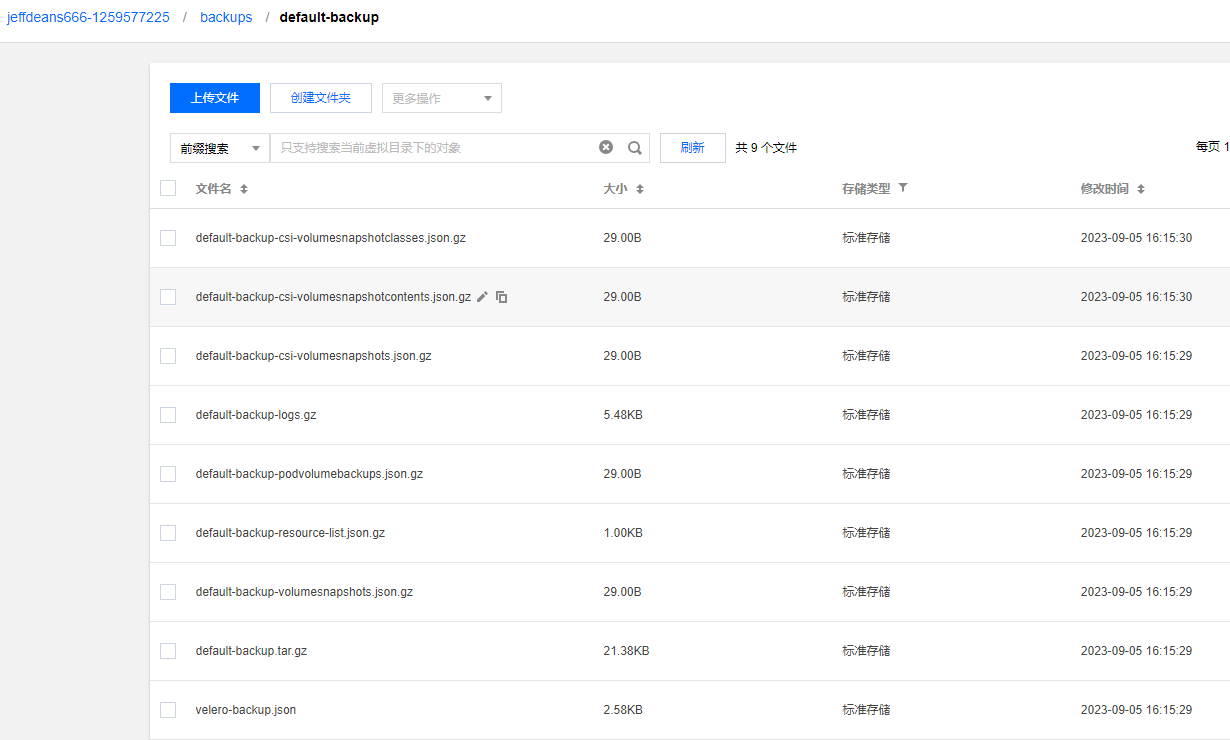 jeffdeans666-1259577225 / backups / default-backup
上传文件 创建文件夹 更多操作
前缀搜索 只支持搜索当前虚拟目录下的对象 刷新 共 9 个文件 每页 1
文件名 大小 存储类型 修改时间
default-backup-csi-volumesnapshotclasses.json.gz 29.00B 标准存储 2023-09-05 16:15:30
default-backup-csi-volumesnapshotcontents.json.gz 29.00B 标准存储 2023-09-05 16:15:30
default-backup-csi-volumesnapshots.json.gz 29.00B 标准存储 2023-09-05 16:15:29
default-backup-logs.gz 5.48KB 标准存储 2023-09-05 16:15:29
default-backup-podvolumebackups.json.gz 29.00B 标准存储 2023-09-05 16:15:29
default-backup-resource-list.json.gz 1.00KB 标准存储 2023-09-05 16:15:29
default-backup-volumesnapshots.json.gz 29.00B 标准存储 2023-09-05 16:15:29
default-backup.tar.gz 21.38KB 标准存储 2023-09-05 16:15:29
velero-backup.json 2.58KB 标准存储 2023-09-05 16:15:29